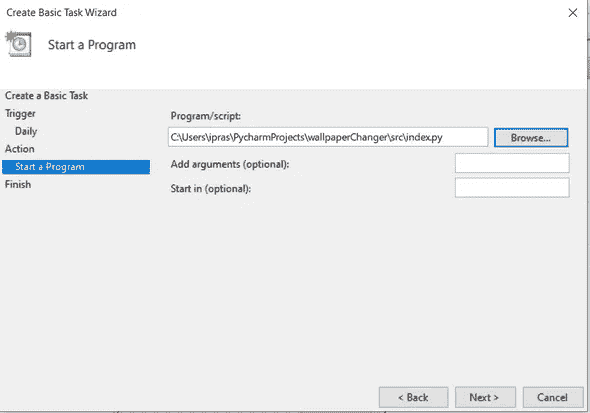 Create Basic Task Wizard
Start a Program
Create a Basic Task
Trigger
Daily
Action
Start a Program
Finish
Program/script:
C:\Users\ipras\PycharmProjects\wallpaperChanger\src\index.py
Browse...
Add arguments (optional):
Start in (optional):
< Back
Next >
Cancel